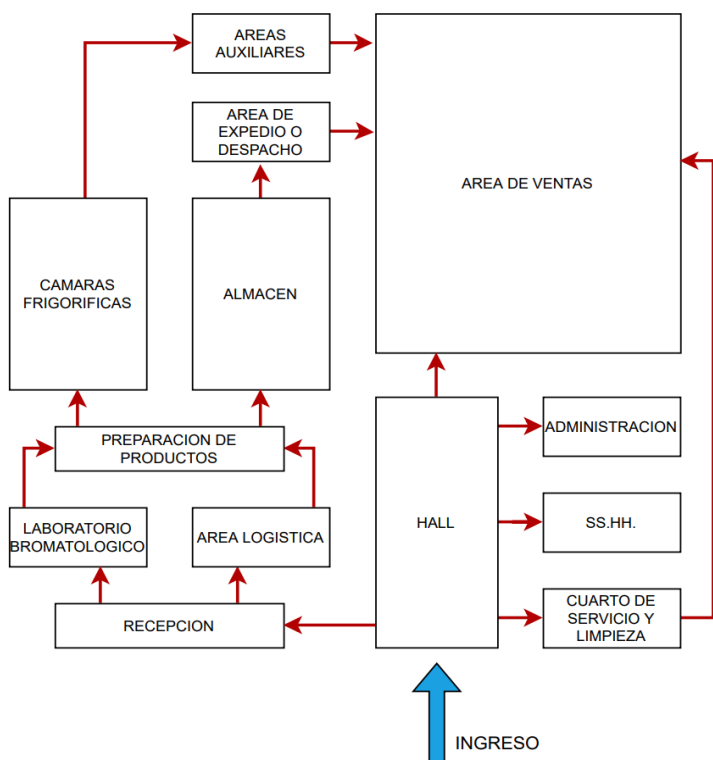 AREAS
AUXILIARES
AREA DE
EXPEDIO O
DESPACHO
AREA DE VENTAS
CAMARAS
FRIGORIFICAS
ALMACEN
PREPARACION DE
PRODUCTOS
ADMINISTRACION
LABORATORIO
BROMATOLOGICO
AREA LOGISTICA
HALL
SS.HH.
RECEPCION
CUARTO DE
SERVICIO Y
LIMPIEZA
INGRESO